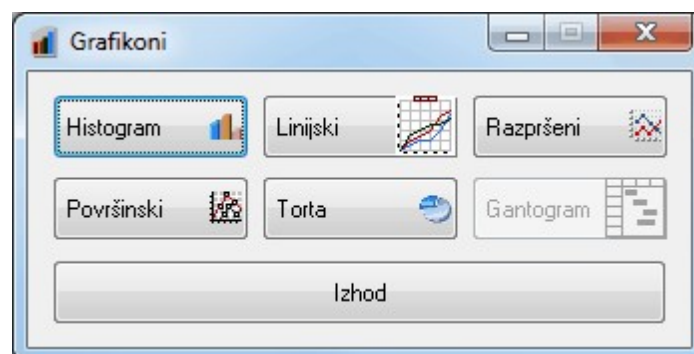 Grafikoni
Histogram Linijski Razpršeni
Površinski Torta Gantogram
Izhod